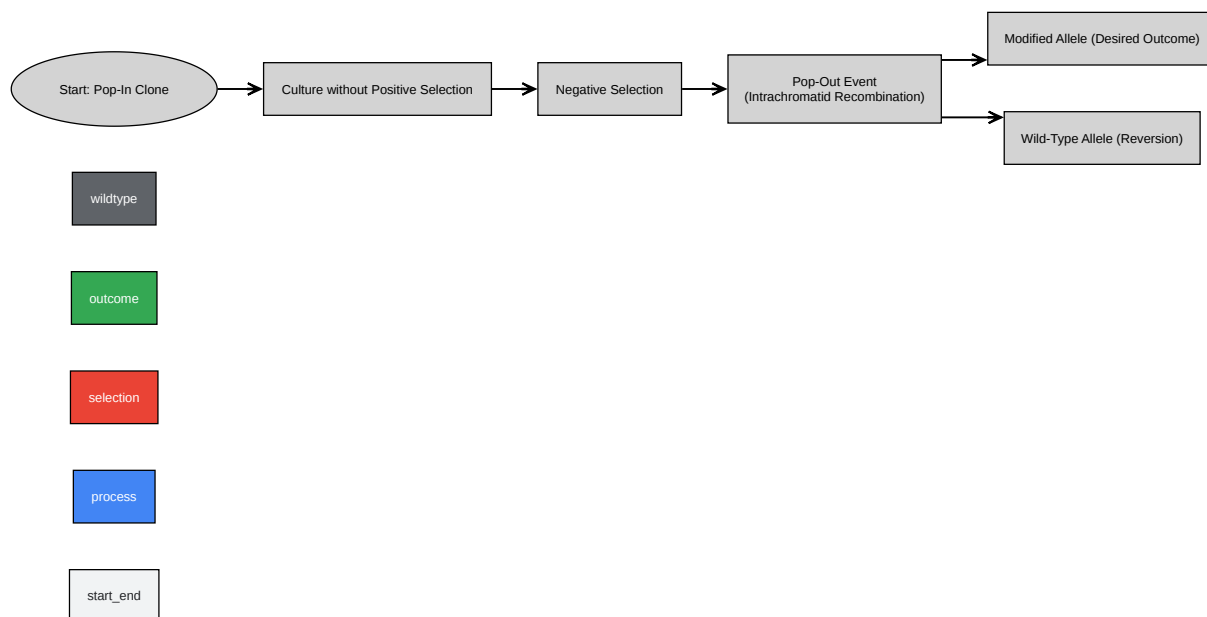 Start: Pop-In Clone
Culture without Positive Selection
Negative Selection
Pop-Out Event
(Intrachromatid Recombination)
Modified Allele (Desired Outcome)
Wild-Type Allele (Reversion)
wildtype
outcome
selection
process
start_end